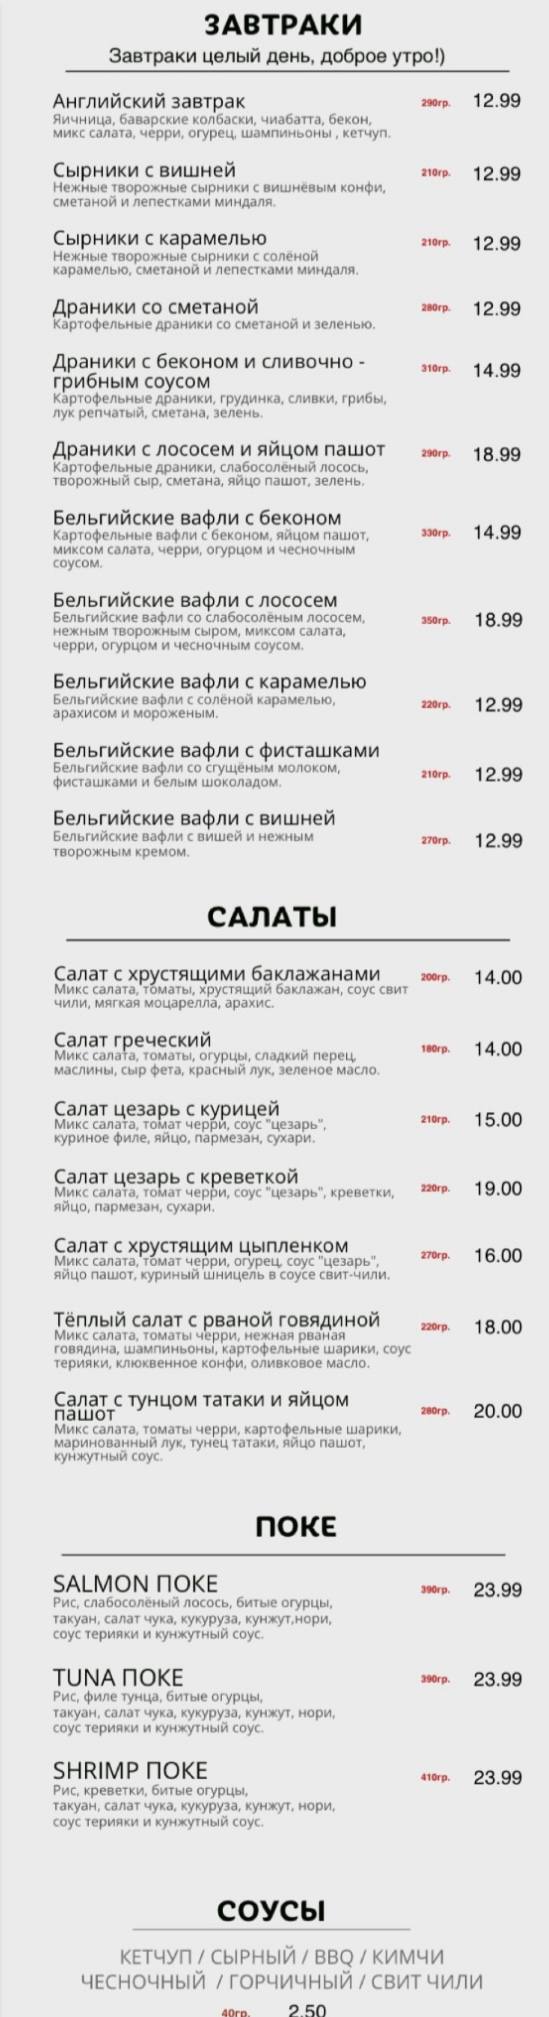 ЗАВТРАКИ
Завтраки целый день, доброе утро!)
Английский завтрак 290гр. 12.99
Яичница, баварские колбаски, чиабатта, бекон,
микс салата, черри, огурец, шампиньоны , кетчуп.
Сырники с вишней 210гр. 12.99
Нежные творожные сырники с вишнёвым конфи,
сметаной и лепестками миндаля.
Сырники с карамелью 210гр. 12.99
Нежные творожные сырники с солёной
карамелью, сметаной и лепестками миндаля.
Драники со сметаной 280гр. 12.99
Картофельные драники со сметаной и зеленью.
Драники с беконом и сливочно -
грибным соусом 310гр. 14.99
Картофельные драники, грудинка, сливки, грибы,
лук репчатый, сметана, зелень.
Драники с лососем и яйцом пашот 290гр. 18.99
Картофельные драники, слабосолёный лосось,
творожный сыр, сметана, яйцо пашот, зелень.
Бельгийские вафли с беконом 330гр. 14.99
Картофельные вафли с беконом, яйцом пашот,
миксом салата, черри, огурцом и чесночным
соусом.
Бельгийские вафли с лососем 350гр. 18.99
Бельгийские вафли со слабосолёным лососем,
нежным творожным сыром, миксом салата,
черри, огурцом и чесночным соусом.
Бельгийские вафли с карамелью 220гр. 12.99
Бельгийские вафли с солёной карамелью,
арахисом и мороженым.
Бельгийские вафли с фисташками 210гр. 12.99
Бельгийские вафли со сгущёным молоком,
фисташками и белым шоколадом.
Бельгийские вафли с вишней 270гр. 12.99
Бельгийские вафли с вишей и нежным
творожным кремом.
САЛАТЫ
Салат с хрустящими баклажанами 200гр. 14.00
Микс салата, томаты, хрустящий баклажан, соус свит
чили, мягкая моцарелла, арахис.
Салат греческий 180гр. 14.00
Микс салата, томаты, огурцы, сладкий перец,
маслины, сыр фета, красный лук, зеленое масло.
Салат цезарь с курицей 210гр. 15.00
Микс салата, томат черри, соус "цезарь",
куриное филе, яйцо, пармезан, сухари.
Салат цезарь с креветкой 220гр. 19.00
Микс салата, томат черри, соус "цезарь", креветки,
яйцо, пармезан, сухари.
Салат с хрустящим цыпленком 270гр. 16.00
Микс салата, томат черри, огурец, соус "цезарь",
яйцо пашот, куриный шницель в соусе свит-чили.
Тёплый салат с рваной говядиной 220гр. 18.00
Микс салата, томаты черри, нежная рваная
говядина, шампиньоны, картофельные шарики, соус
терияки, клюквенное конфи, оливковое масло.
Салат с тунцом татаки и яйцом
пашот 280гр. 20.00
Микс салата, томаты черри, картофельные шарики,
маринованный лук, тунец татаки, яйцо пашот,
кунжутный соус.
ПОКЕ
SALMON ПОКЕ 390гр. 23.99
Рис, слабосолёный лосось, битые огурцы,
такуан, салат чука, кукуруза, кунжут,нори,
соус терияки и кунжутный соус.
TUNA ПОКЕ 390гр. 23.99
Рис, филе тунца, битые огурцы,
такуан, салат чука, кукуруза, кунжут, нори,
соус терияки и кунжутный соус.
SHRIMP ПОКЕ 410гр. 23.99
Рис, креветки, битые огурцы,
такуан, салат чука, кукуруза, кунжут, нори,
соус терияки и кунжутный соус.
СОУСЫ
КЕТЧУП / СЫРНЫЙ / BBQ / КИМЧИ
ЧЕСНОЧНЫЙ / ГОРЧИЧНЫЙ / СВИТ ЧИЛИ
40гр. 2.50